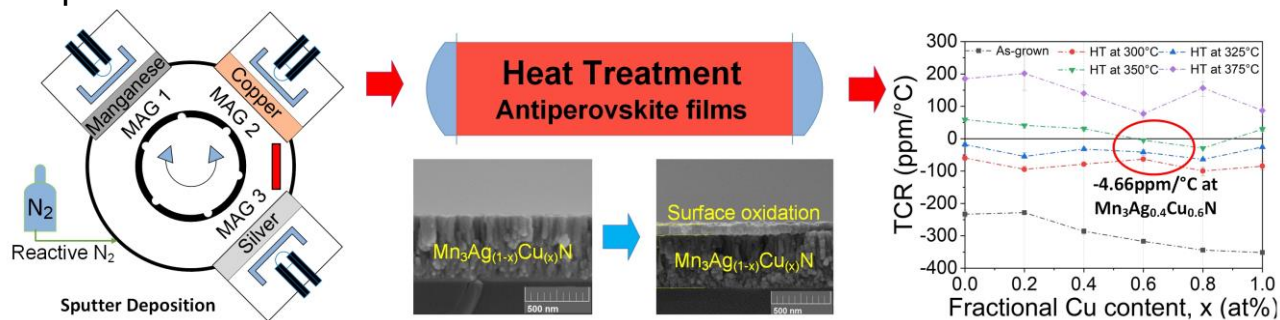 Manganese
MAG 1
Copper
MAG 2
MAG 3
Silver
N₂
Reactive N₂
Sputter Deposition
Heat Treatment
Antiperovskite films
Mn₃Ag₍₁₋ₓ₎Cu₍ₓ₎N
500 nm
Surface oxidation
Mn₃Ag₍₁₋ₓ₎Cu₍ₓ₎N
500 nm
As-grown
HT at 300°C
HT at 325°C
HT at 350°C
HT at 375°C
TCR (ppm/°C)
300
200
100
0
-100
-200
-300
-400
-4.66ppm/°C at
Mn₃Ag₀.₄Cu₀.₆N
0.0 0.2 0.4 0.6 0.8 1.0
Fractional Cu content, x (at%)